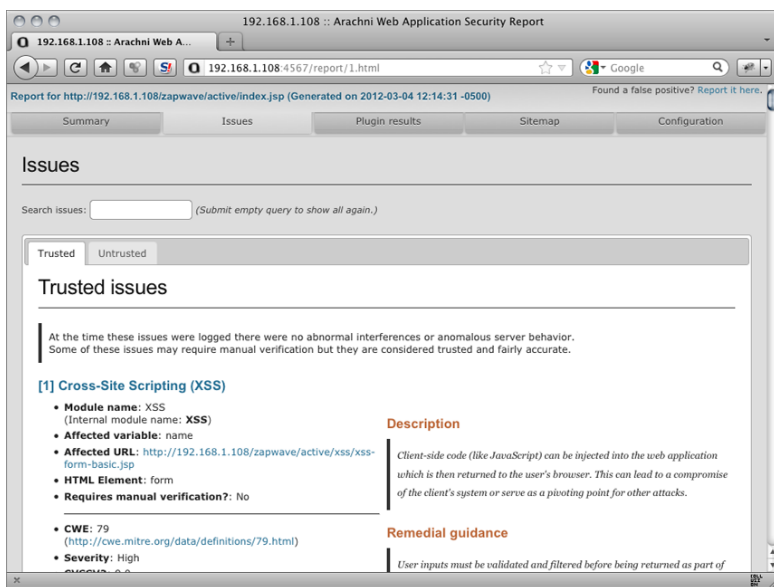 192.168.1.108 :: Arachni Web Application Security Report
192.168.1.108 :: Arachni Web A...
192.168.1.108:4567/report/1.html
Google
Report for http://192.168.1.108/zapwave/active/index.jsp (Generated on 2012-03-04 12:14:31 -0500)
Found a false positive? Report it here.
Summary
Issues
Plugin results
Sitemap
Configuration
Issues
Search issues:
(Submit empty query to show all again.)
Trusted
Untrusted
Trusted issues
At the time these issues were logged there were no abnormal interferences or anomalous server behavior.
Some of these issues may require manual verification but they are considered trusted and fairly accurate.
[1] Cross-Site Scripting (XSS)
• Module name: XSS
(Internal module name: XSS)
• Affected variable: name
• Affected URL: http://192.168.1.108/zapwave/active/xss/xss-
form-basic.jsp
• HTML Element: form
• Requires manual verification?: No
• CWE: 79
(http://cwe.mitre.org/data/definitions/79.html)
• Severity: High
Description
Client-side code (like JavaScript) can be injected into the web application
which is then returned to the user's browser. This can lead to a compromise
of the client's system or serve as a pivoting point for other attacks.
Remedial guidance
User inputs must be validated and filtered before being returned as part of